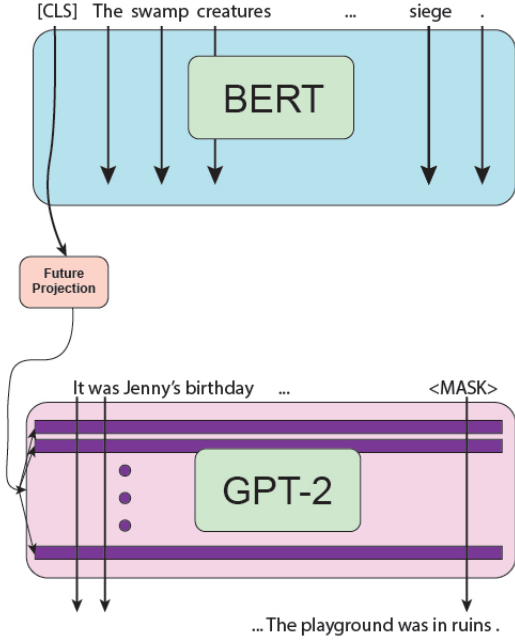 [CLS] The swamp creatures ... siege .
BERT
Future
Projection
It was Jenny's birthday ... <MASK>
GPT-2
... The playground was in ruins .